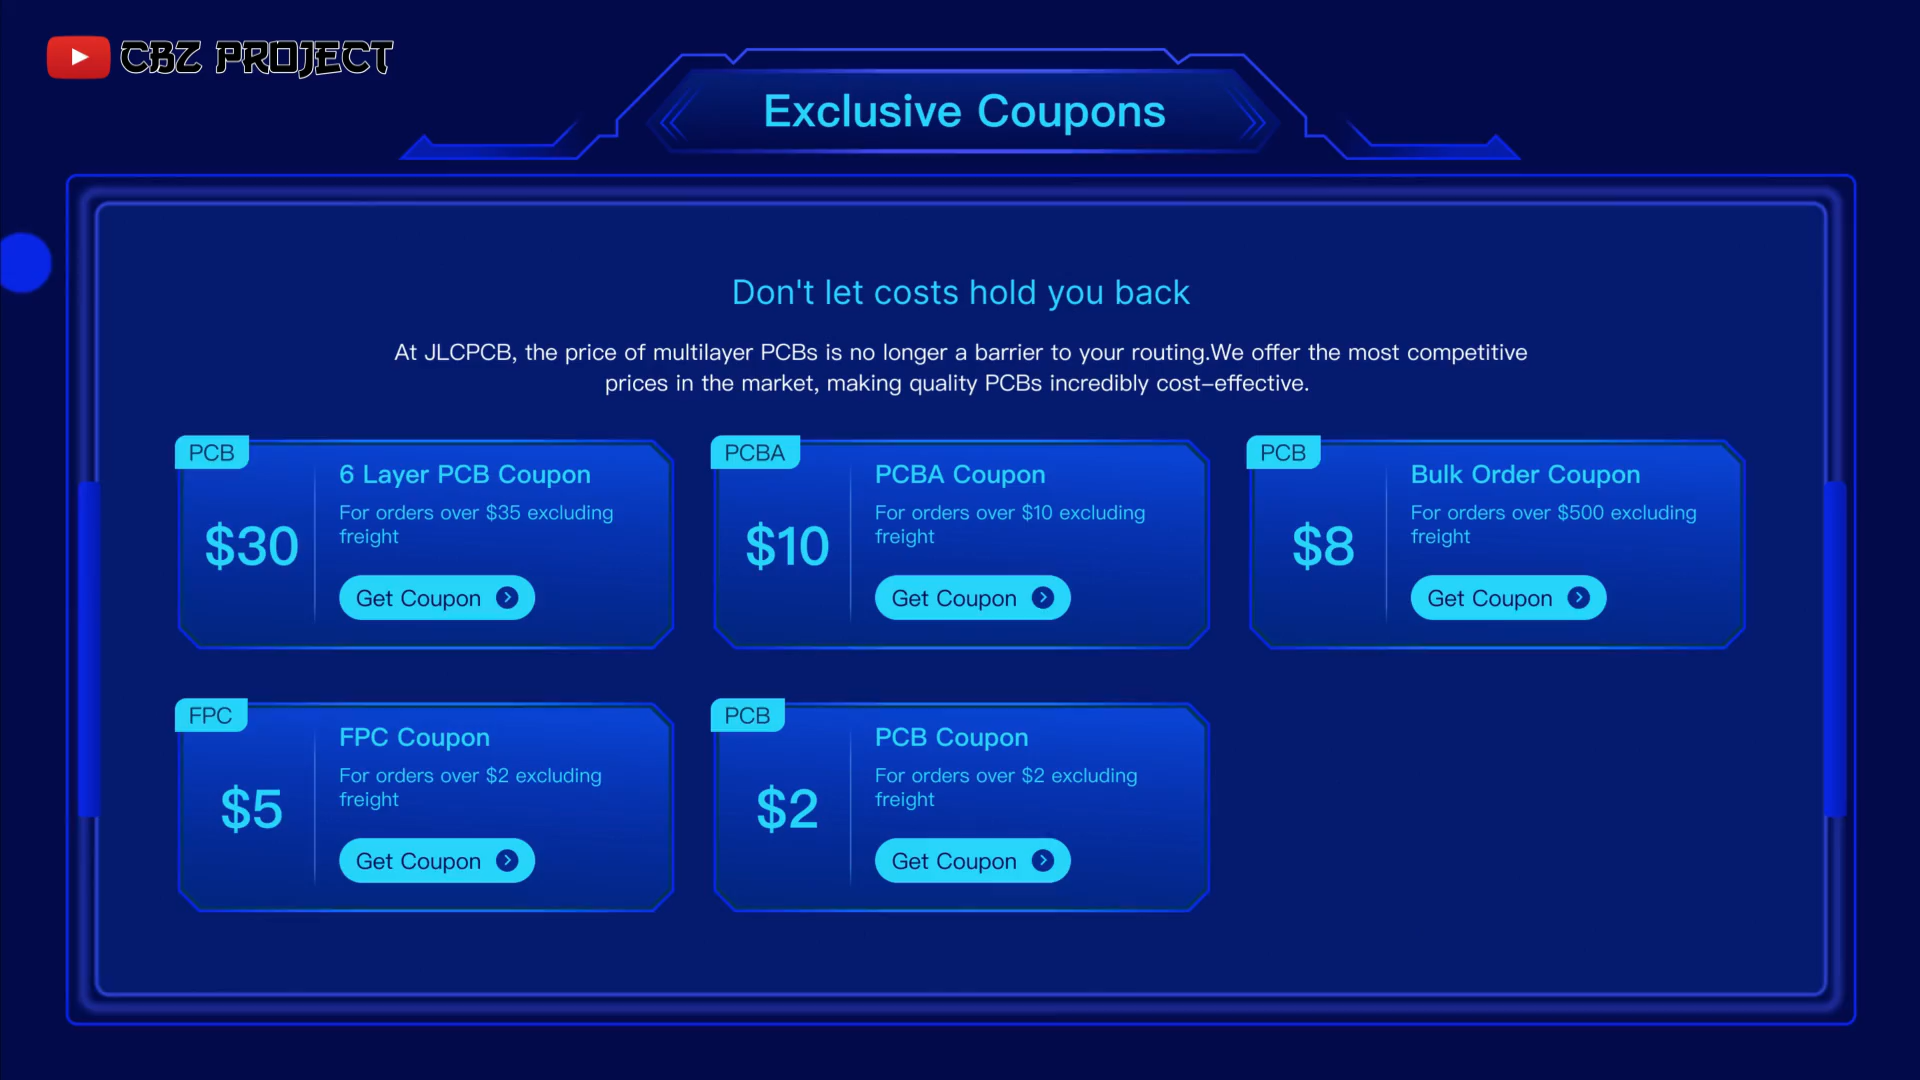 CBZ PROJECT
Exclusive Coupons
Don't let costs hold you back
At JLCPCB, the price of multilayer PCBs is no longer a barrier to your routing.We offer the most competitive
prices in the market, making quality PCBs incredibly cost-effective.
PCB
6 Layer PCB Coupon
For orders over $35 excluding
freight
$30
Get Coupon
PCBA
PCBA Coupon
For orders over $10 excluding
freight
$10
Get Coupon
PCB
Bulk Order Coupon
For orders over $500 excluding
freight
$8
Get Coupon
FPC
FPC Coupon
For orders over $2 excluding
freight
$5
Get Coupon
PCB
PCB Coupon
For orders over $2 excluding
freight
$2
Get Coupon